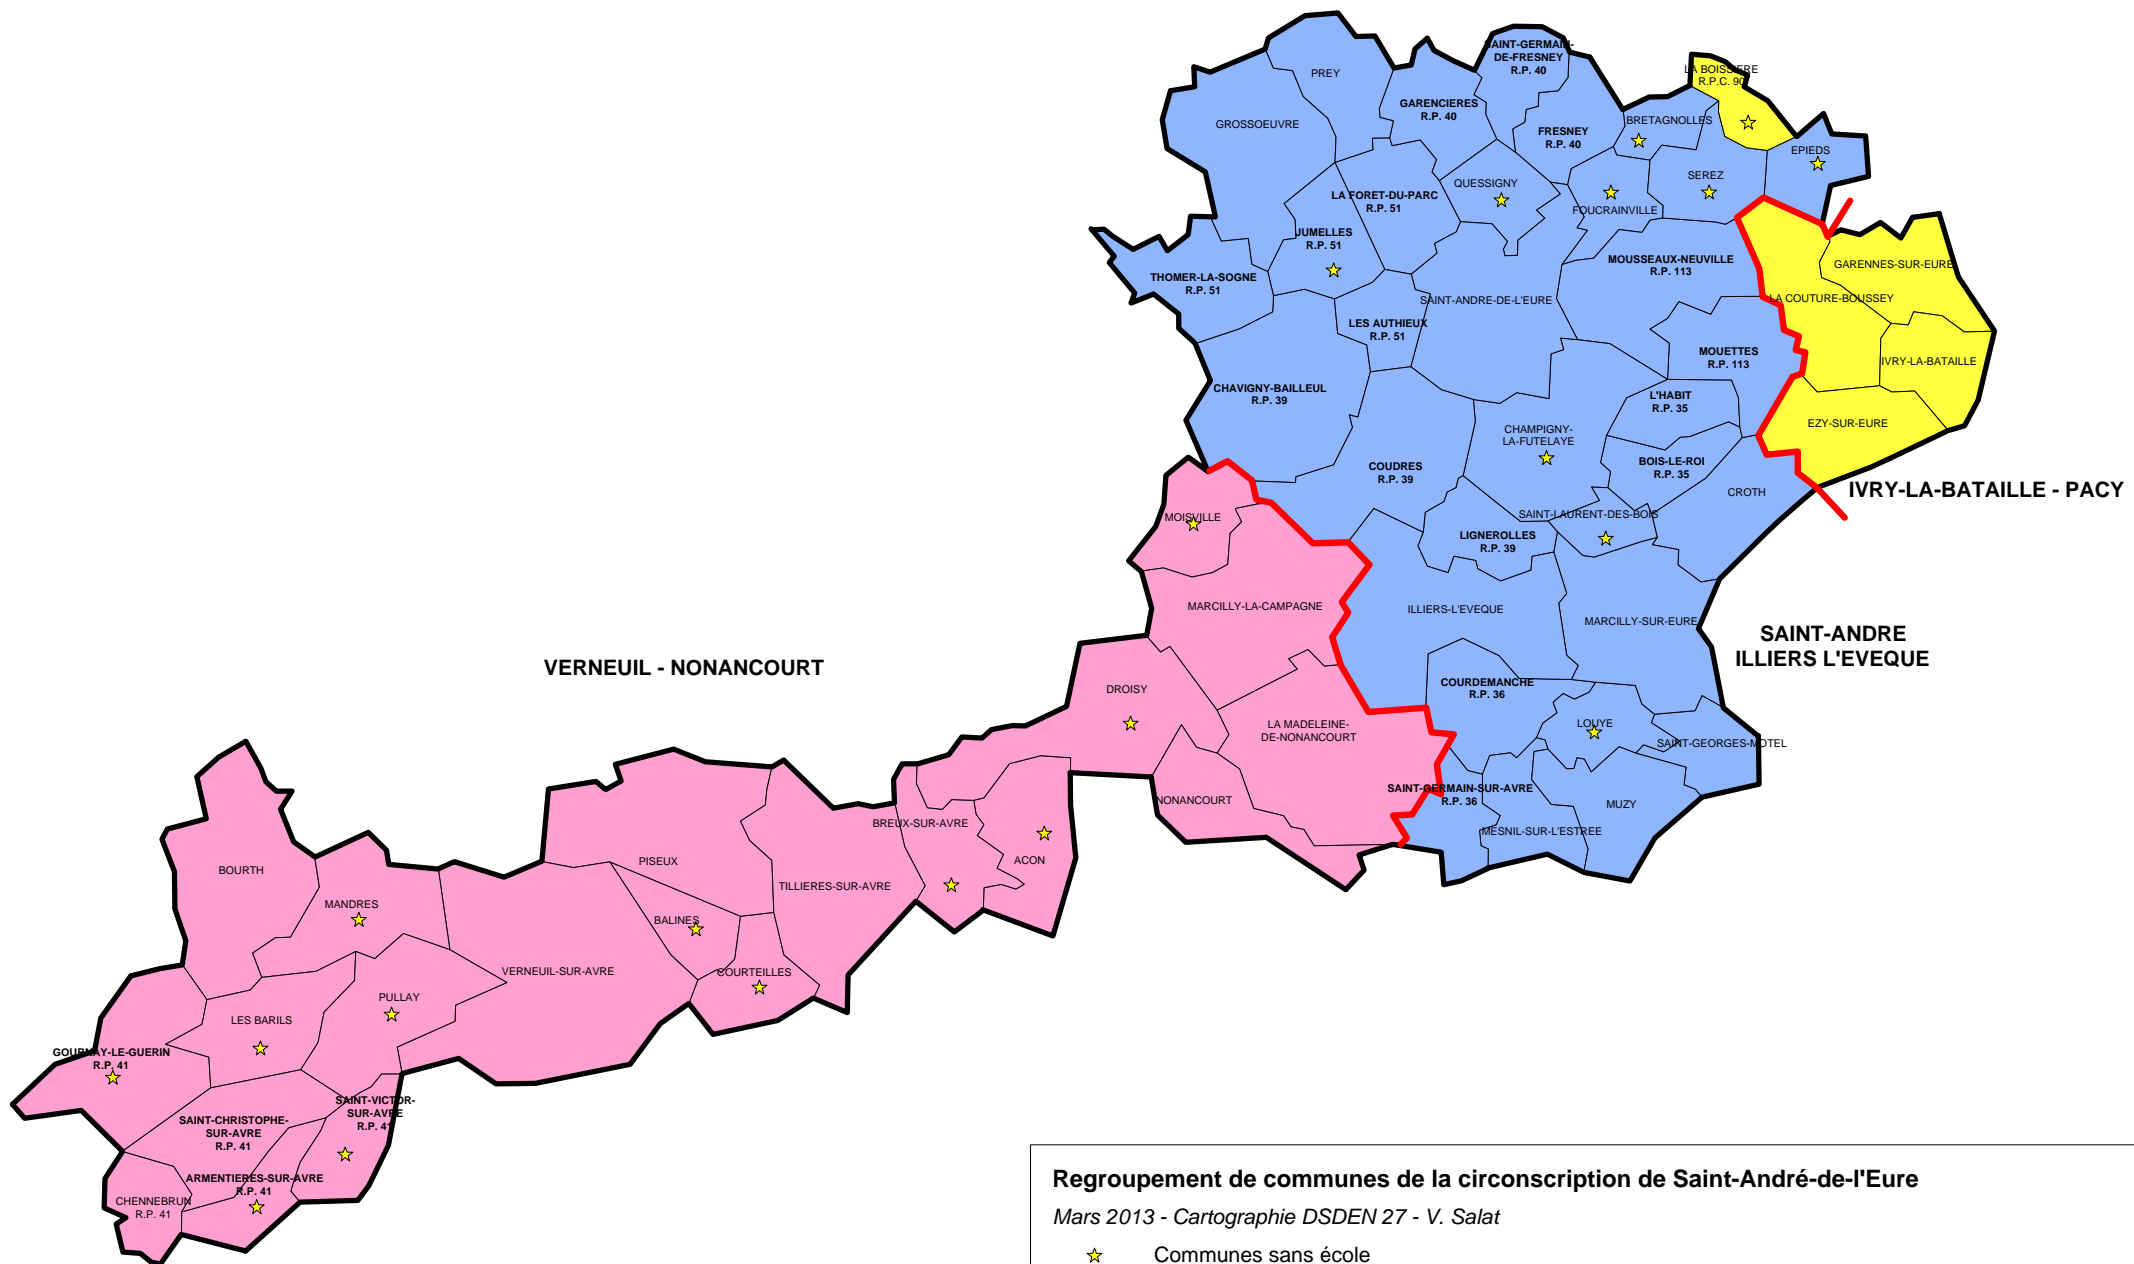 PREY
SAINT-GERMAIN-
DE-FRESNEY
R.P. 40
LA BOISSIERE
R.P.C. 90
GROSSOEUVRE
GARENCIERES
R.P. 40
FRESNEY
R.P. 40
BRETAGNOLLES
EPIEDS
LA FORET-DU-PARC
R.P. 51
QUESSIGNY
FOUCRAINVILLE
SEREZ
JUMELLES
R.P. 51
THOMER-LA-SOGNE
R.P. 51
SAINT-ANDRE-DE-L'EURE
MOUSSEAUX-NEUVILLE
R.P. 113
GARENNES-SUR-EURE
LA COUTURE-BOUSSEY
LES AUTHIEUX
R.P. 51
MOUETTES
R.P. 113
IVRY-LA-BATAILLE
CHAVIGNY-BAILLEUL
R.P. 39
L'HABIT
R.P. 35
EZY-SUR-EURE
CHAMPIGNY-
LA-FUTELAYE
COUDRES
R.P. 39
BOIS-LE-ROI
R.P. 35
CROTH
IVRY-LA-BATAILLE - PACY
MOISVILLE
SAINT-LAURENT-DES-BOIS
LIGNEROLLES
R.P. 39
MARCILLY-LA-CAMPAGNE
ILLIERS-L'EVEQUE
MARCILLY-SUR-EURE
SAINT-ANDRE
ILLIERS L'EVEQUE
VERNEUIL - NONANCOURT
DROISY
COURDEMANCHE
R.P. 36
LA MADELEINE-
DE-NONANCOURT
LOUYE
SAINT-GEORGES-MOTEL
NONANCOURT
SAINT-GERMAIN-SUR-AVRE
R.P. 36
MUZY
MESNIL-SUR-L'ESTREE
BREUX-SUR-AVRE
ACON
BOURTH
PISEUX
TILLIERES-SUR-AVRE
MANDRES
BALINES
VERNEUIL-SUR-AVRE
COURTEILLES
PULLAY
LES BARILS
GOURNAY-LE-GUERIN
R.P. 41
SAINT-VICTOR-
SUR-AVRE
R.P. 41
SAINT-CHRISTOPHE-
SUR-AVRE
R.P. 41
ARMENTIERES-SUR-AVRE
R.P. 41
CHENNEBRUN
R.P. 41
Regroupement de communes de la circonscription de Saint-André-de-l'Eure
Mars 2013 - Cartographie DSDEN 27 - V. Salat
Communes sans école